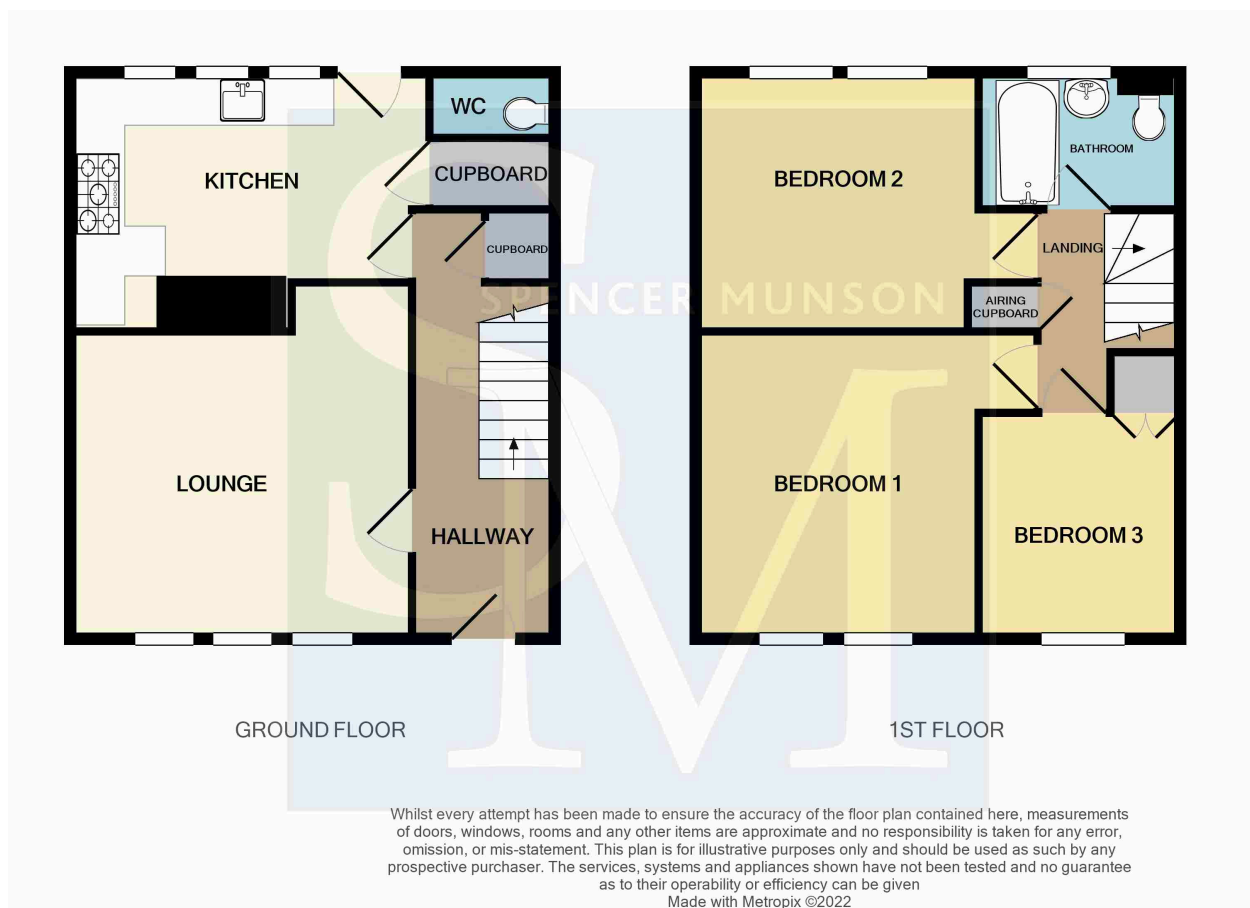 WC
KITCHEN
CUPBOARD
CUPBOARD
LOUNGE
HALLWAY
BEDROOM 2
BATHROOM
LANDING
AIRING
CUPBOARD
BEDROOM 1
BEDROOM 3
SPENCER MUNSON
SM
GROUND FLOOR
1ST FLOOR
Whilst every attempt has been made to ensure the accuracy of the floor plan contained here, measurements
of doors, windows, rooms and any other items are approximate and no responsibility is taken for any error,
omission, or mis-statement. This plan is for illustrative purposes only and should be used as such by any
prospective purchaser. The services, systems and appliances shown have not been tested and no guarantee
as to their operability or efficiency can be given
Made with Metropix ©2022